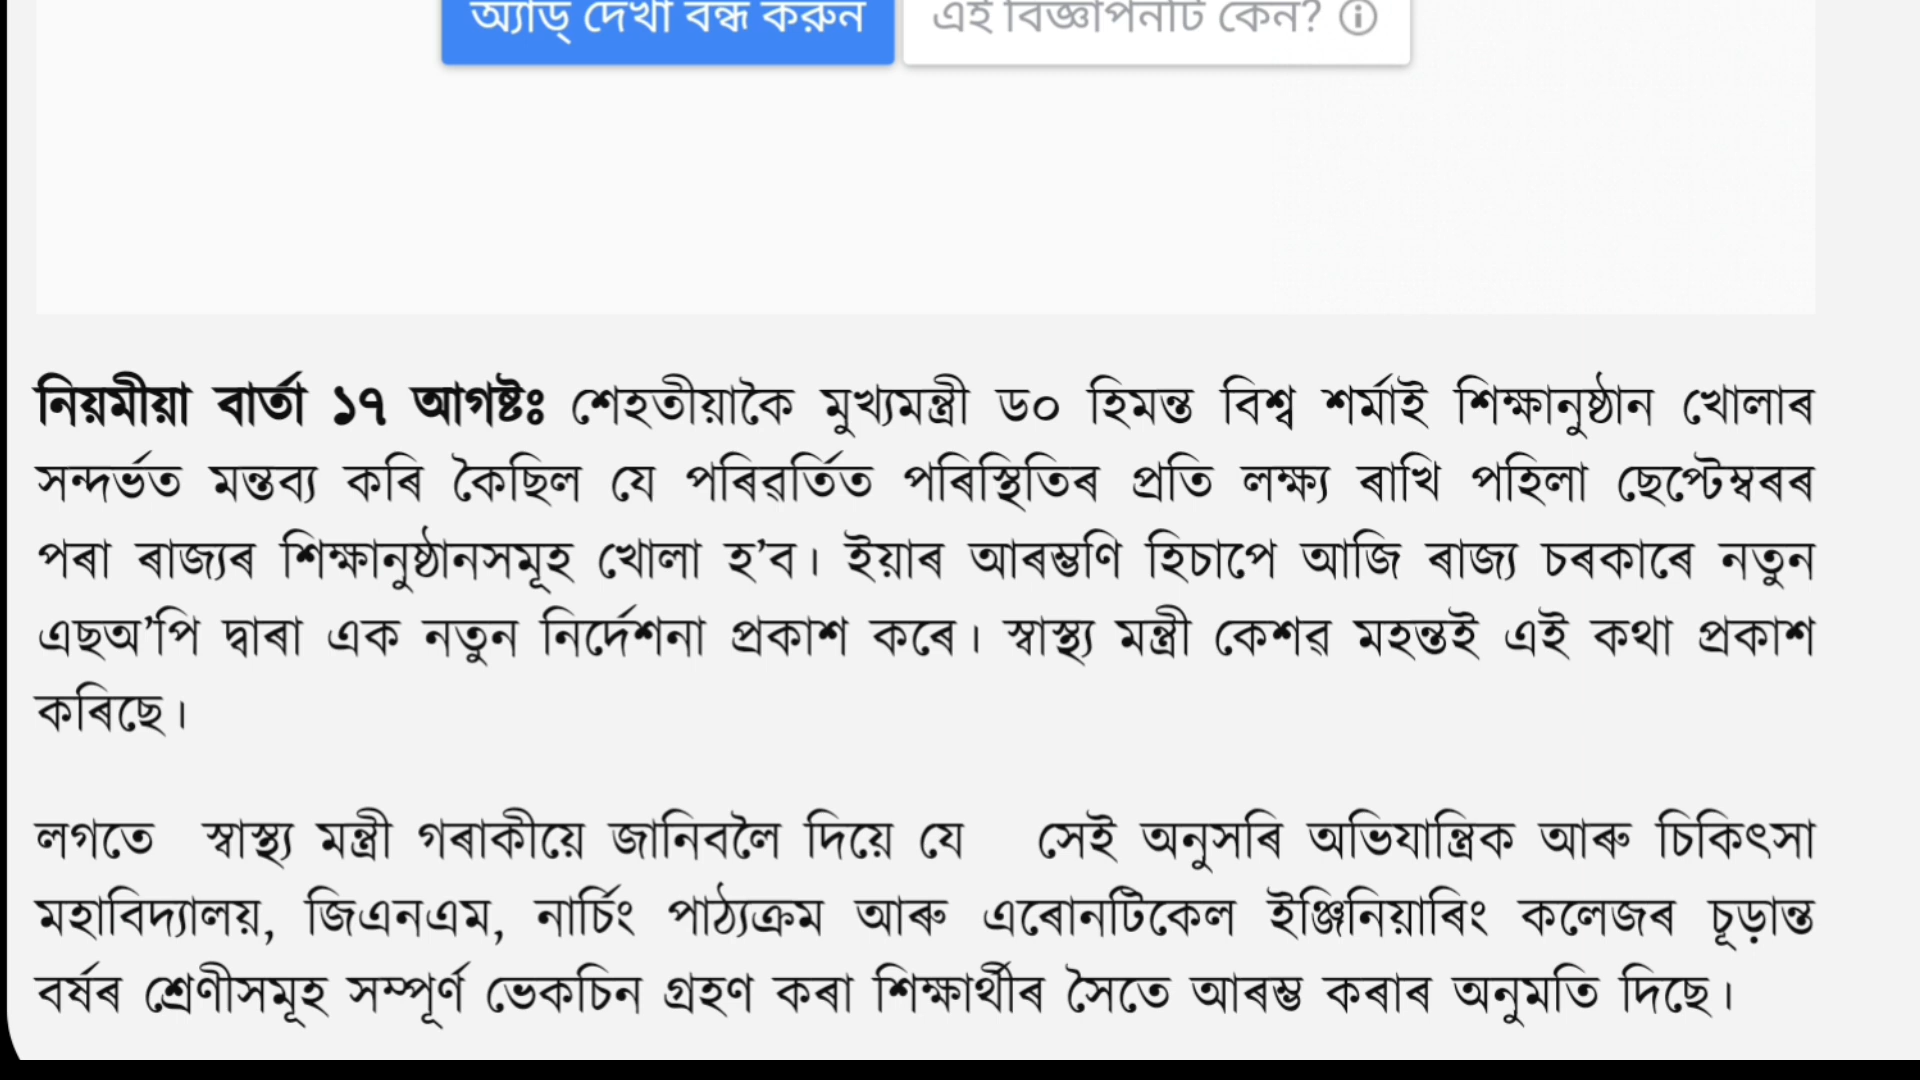 অ্যাড্ দেখা বন্ধ করুন
এই বিজ্ঞাপনটি কেন?
নিয়মীয়া বাৰ্তা ১৭ আগষ্টঃ শেহতীয়াকৈ মুখ্যমন্ত্ৰী ড০ হিমন্ত বিশ্ব শৰ্মাই শিক্ষানুষ্ঠান খোলাৰ
সন্দৰ্ভত মন্তব্য কৰি কৈছিল যে পৰিৱৰ্তিত পৰিস্থিতিৰ প্ৰতি লক্ষ্য ৰাখি পহিলা ছেপ্টেম্বৰৰ
পৰা ৰাজ্যৰ শিক্ষানুষ্ঠানসমূহ খোলা হ’ব। ইয়াৰ আৰম্ভণি হিচাপে আজি ৰাজ্য চৰকাৰে নতুন
এছঅ’পি দ্বাৰা এক নতুন নিৰ্দেশনা প্ৰকাশ কৰে। স্বাস্থ্য মন্ত্ৰী কেশৱ মহন্তই এই কথা প্ৰকাশ
কৰিছে।
লগতে স্বাস্থ্য মন্ত্ৰী গৰাকীয়ে জানিবলৈ দিয়ে যে সেই অনুসৰি অভিযান্ত্ৰিক আৰু চিকিৎসা
মহাবিদ্যালয়, জিএনএম, নাৰ্চিং পাঠ্যক্ৰম আৰু এৰোনটিকেল ইঞ্জিনিয়াৰিং কলেজৰ চূড়ান্ত
বৰ্ষৰ শ্ৰেণীসমূহ সম্পূৰ্ণ ভেকচিন গ্ৰহণ কৰা শিক্ষাৰ্থীৰ সৈতে আৰম্ভ কৰাৰ অনুমতি দিছে।